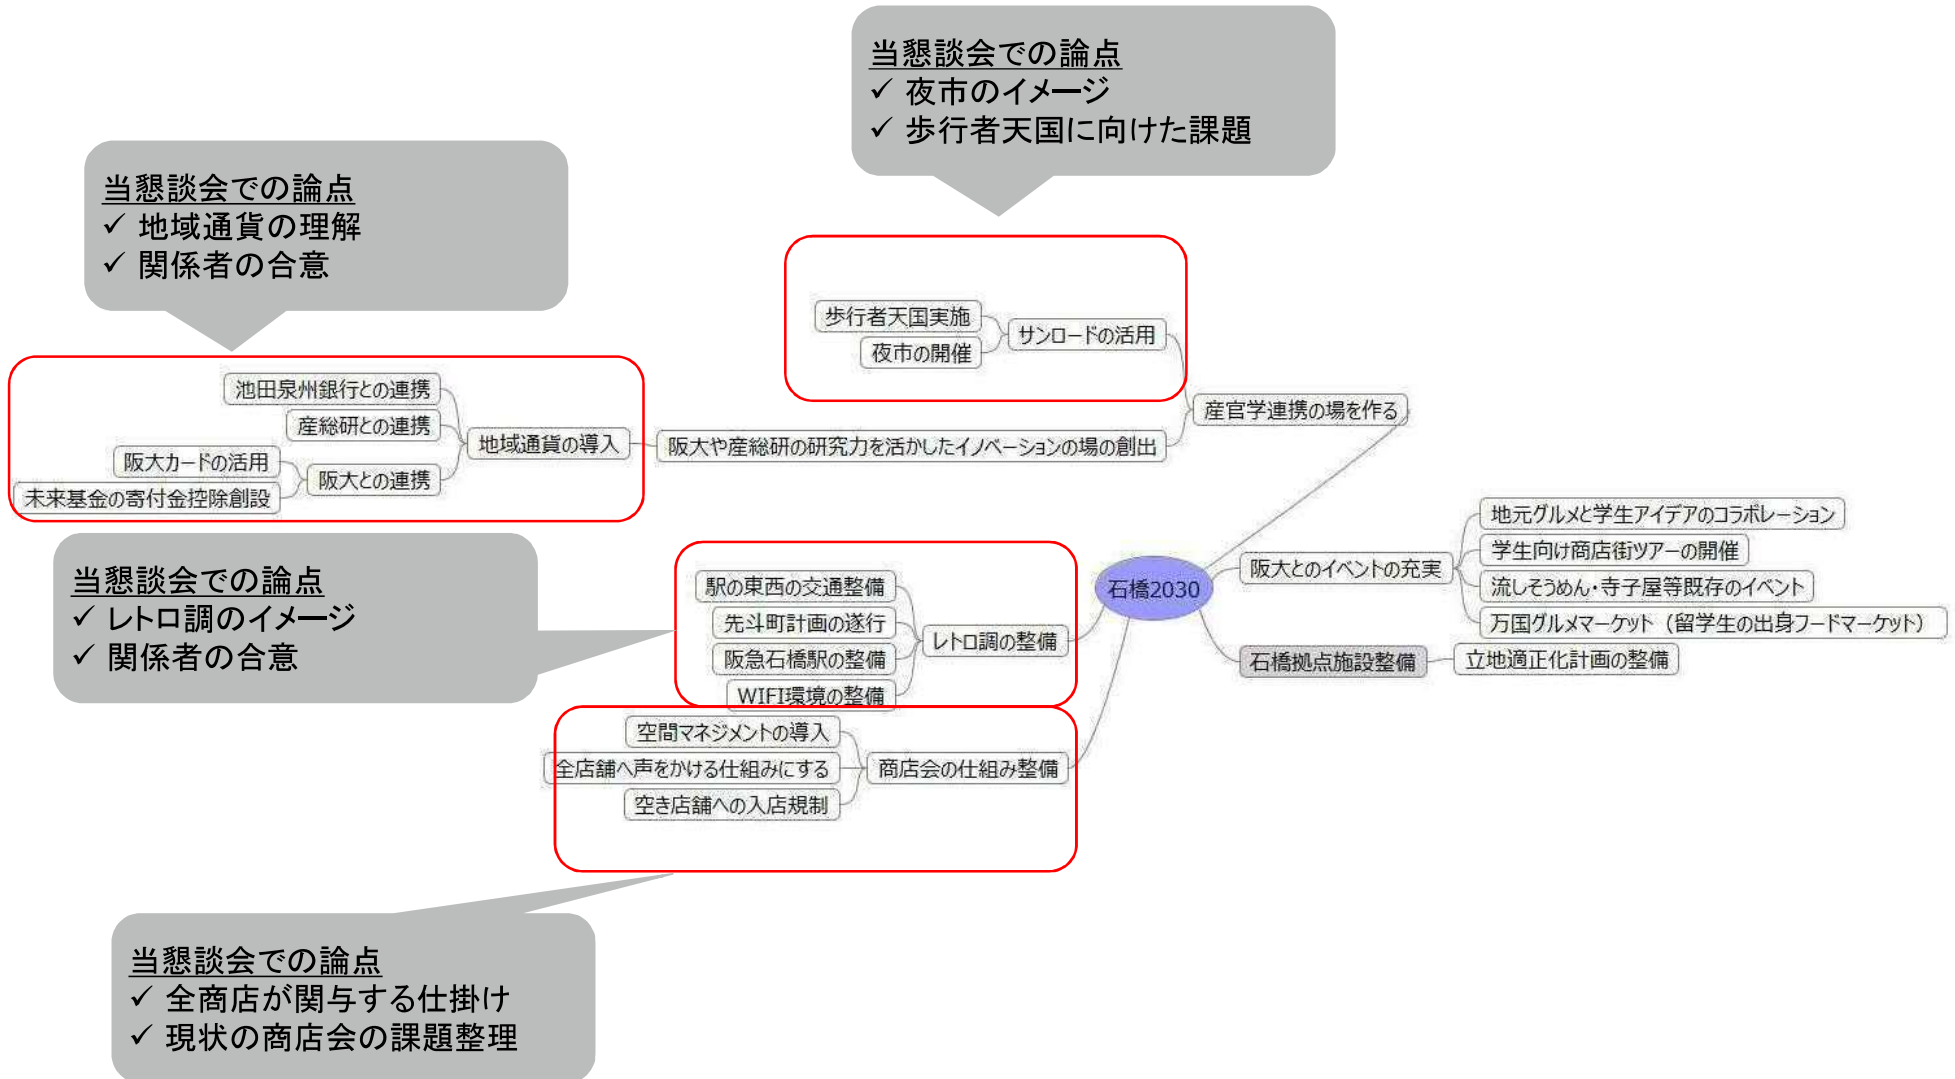 当懇談会での論点
✓ 夜市のイメージ
✓ 歩行者天国に向けた課題
当懇談会での論点
✓ 地域通貨の理解
✓ 関係者の合意
歩行者天国実施
夜市の開催
サンロードの活用
池田泉州銀行との連携
産総研との連携
阪大カードの活用
未来基金の寄付金控除創設
阪大との連携
地域通貨の導入
阪大や産総研の研究力を活かしたイノベーションの場の創出
産官学連携の場を作る
当懇談会での論点
✓ レトロ調のイメージ
✓ 関係者の合意
駅の東西の交通整備
先斗町計画の遂行
阪急石橋駅の整備
WIFI環境の整備
レトロ調の整備
石橋2030
阪大とのイベントの充実
地元グルメと学生アイデアのコラボレーション
学生向け商店街ツアーの開催
流しそうめん・寺子屋等既存のイベント
万国グルメマーケット（留学生の出身フードマーケット）
石橋拠点施設整備
立地適正化計画の整備
空間マネジメントの導入
全店舗へ声をかける仕組みにする
空き店舗への入店規制
商店会の仕組み整備
当懇談会での論点
✓ 全商店が関与する仕掛け
✓ 現状の商店会の課題整理